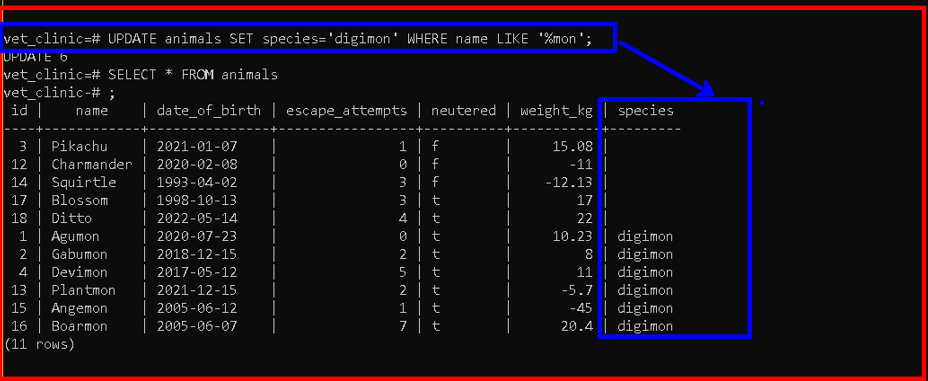 vet_clinic=# UPDATE animals SET species='digimon' WHERE name LIKE '%mon';
UPDATE 6
vet_clinic=# SELECT * FROM animals
vet_clinic-# ;
 id |    name    | date_of_birth | escape_attempts | neutered | weight_kg | species
----+------------+---------------+-----------------+----------+-----------+---------
  3 | Pikachu    | 2021-01-07    |               1 | f        |     15.08 |
 12 | Charmander | 2020-02-08    |               0 | f        |       -11 |
 14 | Squirtle   | 1993-04-02    |               3 | f        |    -12.13 |
 17 | Blossom    | 1998-10-13    |               3 | t        |        17 |
 18 | Ditto      | 2022-05-14    |               4 | t        |        22 |
  1 | Agumon     | 2020-07-23    |               0 | t        |     10.23 | digimon
  2 | Gabumon    | 2018-12-15    |               2 | t        |         8 | digimon
  4 | Devimon    | 2017-05-12    |               5 | t        |        11 | digimon
 13 | Plantmon   | 2021-12-15    |               2 | t        |      -5.7 | digimon
 15 | Angemon    | 2005-06-12    |               1 | t        |       -45 | digimon
 16 | Boarmon    | 2005-06-07    |               7 | t        |      20.4 | digimon
(11 rows)